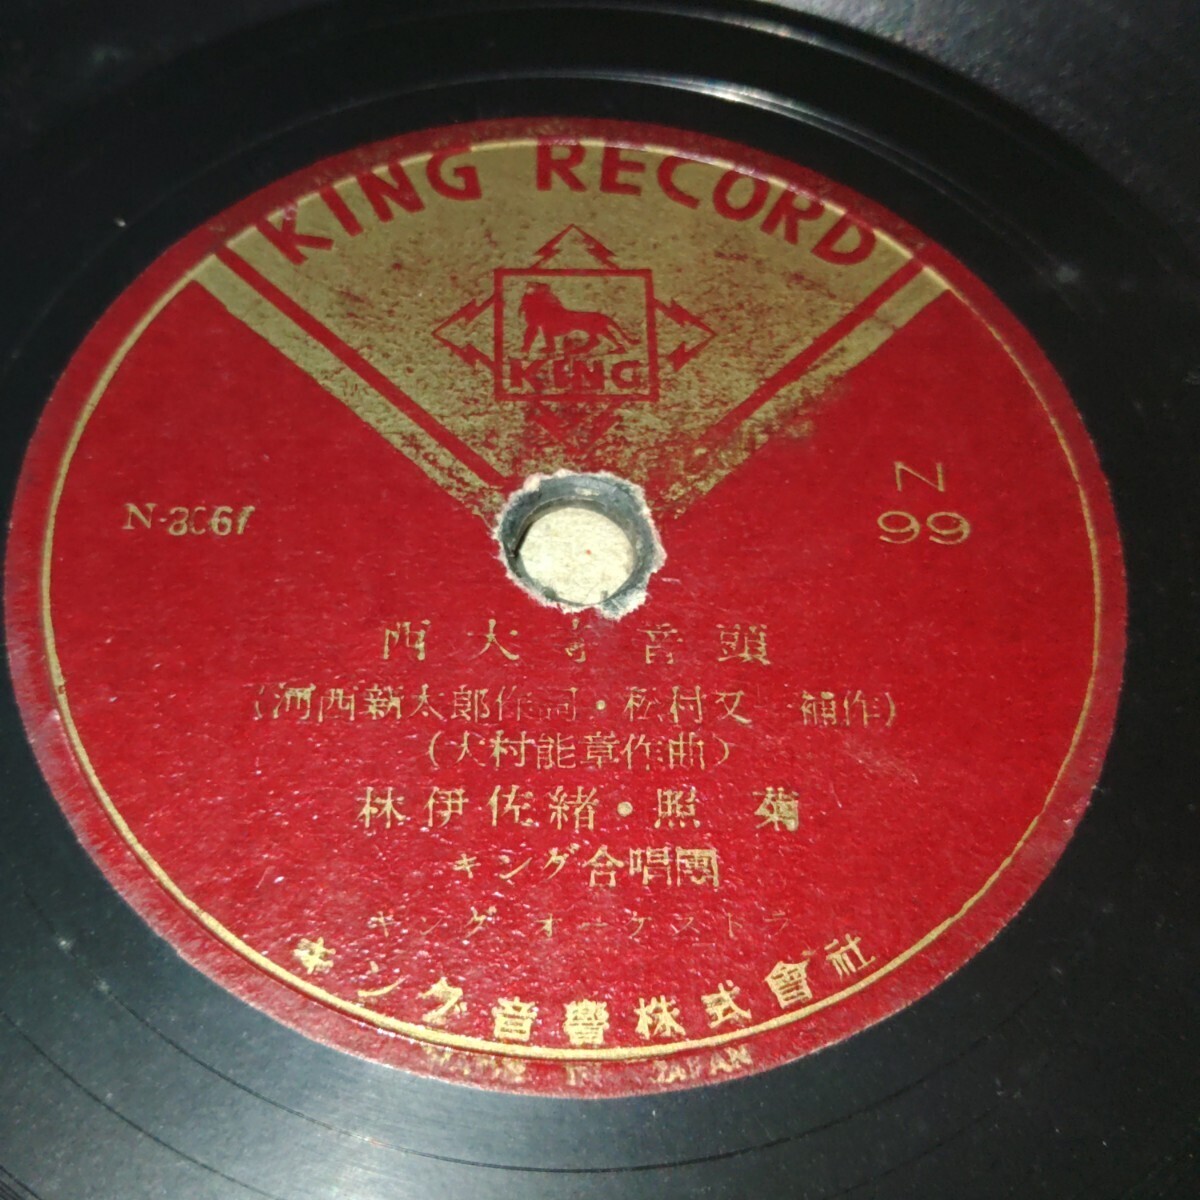 KING RECORD
KING
N
99
西大寺音頭
(河西新太郎作詞・松村又一補作)
(大村能章作曲)
林伊佐緒・照菊
キング合唱團
キング オーケストラ
キング音響株式會社
MADE IN JAPAN